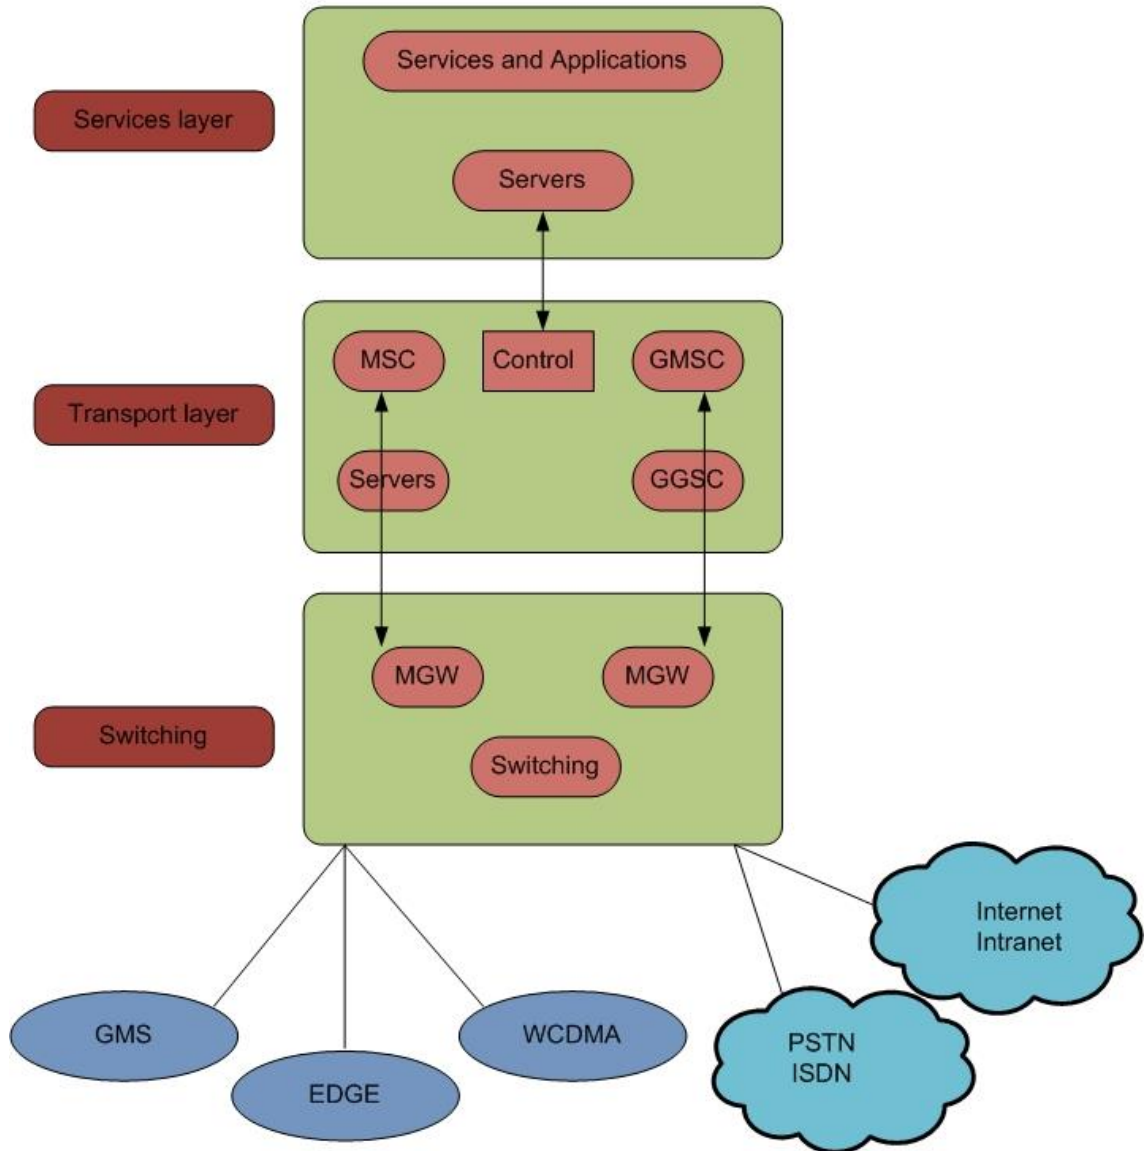 Services and Applications
Services layer
Servers
MSC
Control
GMSC
Transport layer
Servers
GGSC
MGW
MGW
Switching
Switching
Internet
Intranet
GMS
WCDMA
PSTN
ISDN
EDGE